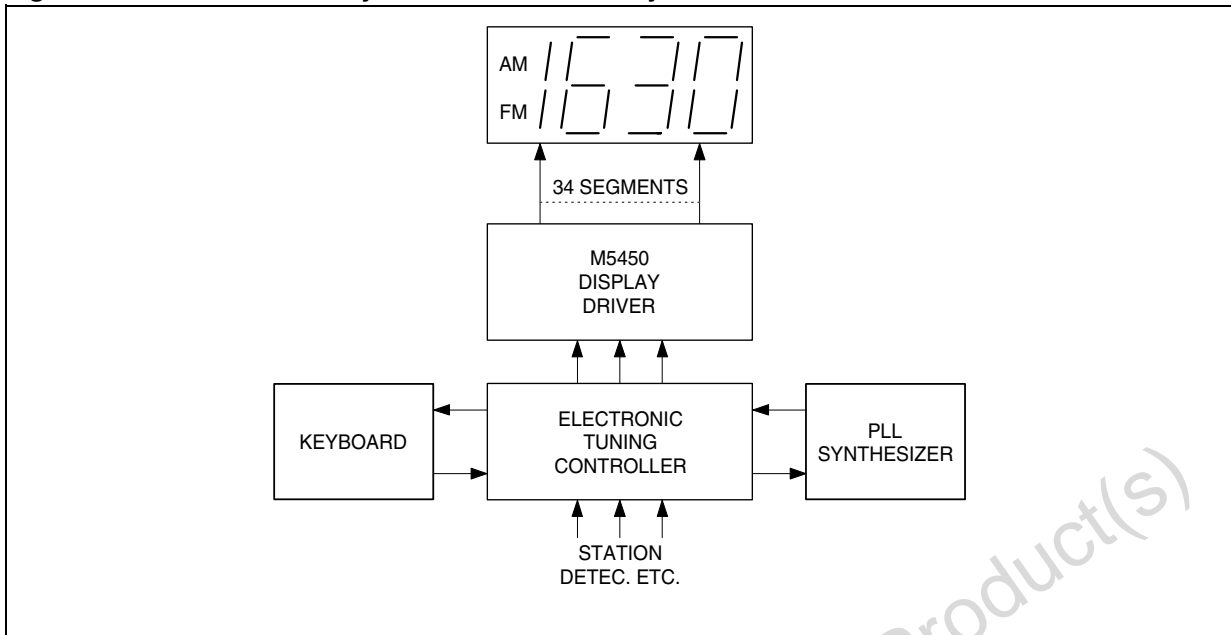 AM
FM
1630
34 SEGMENTS
M5450
DISPLAY
DRIVER
KEYBOARD
ELECTRONIC
TUNING
CONTROLLER
PLL
SYNTHESIZER
STATION
DETEC. ETC.